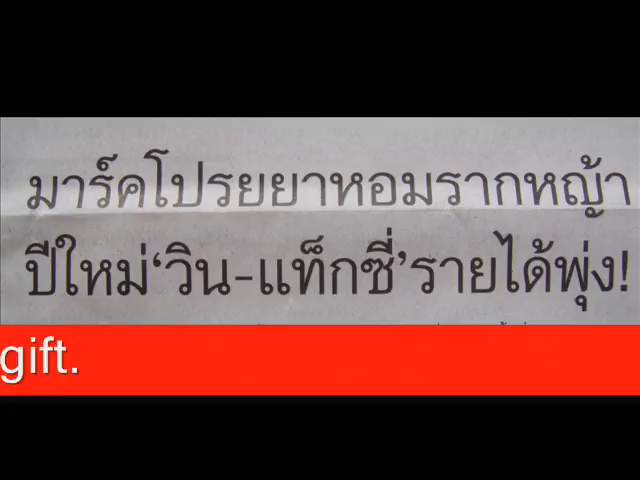 มาร์คโปรยยาหอมรากหญ้า
ปีใหม่‘วิน-แท็กซี่’รายได้พุ่ง!
gift.